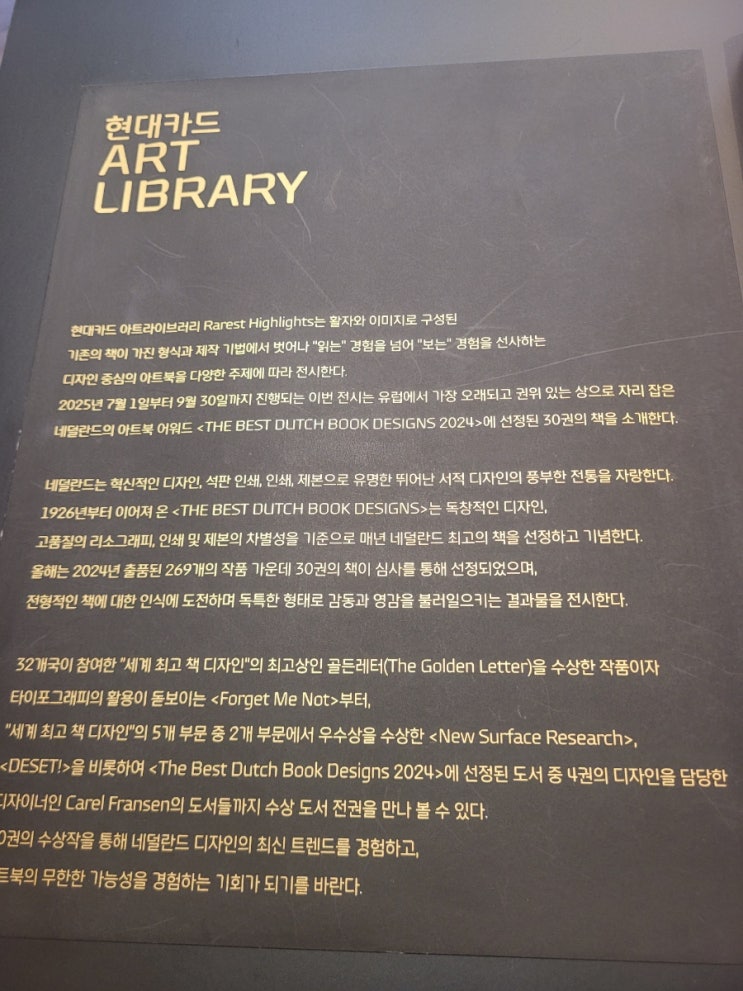 현대카드
ART
LIBRARY
현대카드 아트라이브러리 Rarest Highlights는 활자와 이미지로 구성된
기존의 책이 가진 형식과 제작 기법에서 벗어나 "읽는" 경험을 넘어 "보는" 경험을 선사하는
디자인 중심의 아트북을 다양한 주제에 따라 전시한다.
2025년 7월 1일부터 9월 30일까지 진행되는 이번 전시는 유럽에서 가장 오래되고 권위 있는 상으로 자리 잡은
네덜란드의 아트북 어워드 <THE BEST DUTCH BOOK DESIGNS 2024>에 선정된 30권의 책을 소개한다.
네덜란드는 혁신적인 디자인, 석판 인쇄, 인쇄, 제본으로 유명한 뛰어난 서적 디자인의 풍부한 전통을 자랑한다.
1926년부터 이어져 온 <THE BEST DUTCH BOOK DESIGNS>는 독창적인 디자인,
고품질의 리소그래피, 인쇄 및 제본의 차별성을 기준으로 매년 네덜란드 최고의 책을 선정하고 기념한다.
올해는 2024년 출품된 269개의 작품 가운데 30권의 책이 심사를 통해 선정되었으며,
전형적인 책에 대한 인식에 도전하며 독특한 형태로 감동과 영감을 불러일으키는 결과물을 전시한다.
32개국이 참여한 "세계 최고 책 디자인"의 최고상인 골든레터(The Golden Letter)을 수상한 작품이자
타이포그래피의 활용이 돋보이는 <Forget Me Not>부터,
"세계 최고 책 디자인"의 5개 부문 중 2개 부문에서 우수상을 수상한 <New Surface Research>,
<DESET!>을 비롯하여 <The Best Dutch Book Designs 2024>에 선정된 도서 중 4권의 디자인을 담당한
디자이너인 Carel Fransen의 도서들까지 수상 도서 전권을 만나 볼 수 있다.
0권의 수상작을 통해 네덜란드 디자인의 최신 트렌드를 경험하고,
트북의 무한한 가능성을 경험하는 기회가 되기를 바란다.